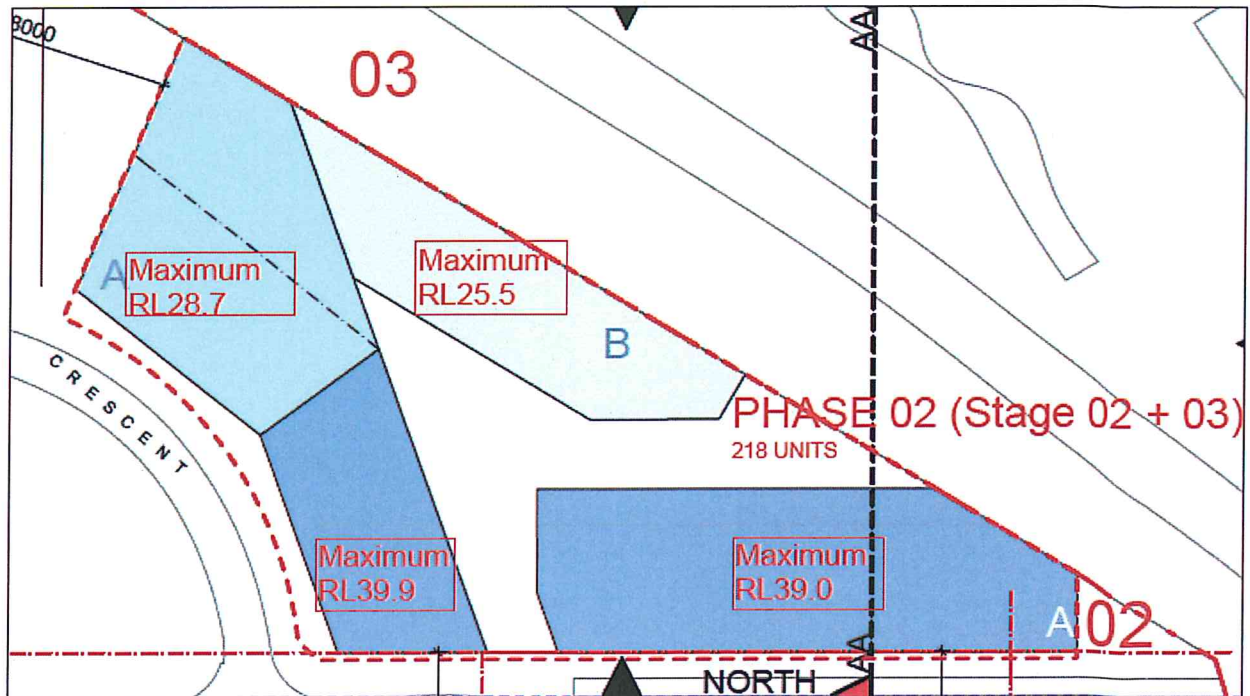 8000
03
AA
A
Maximum
RL28.7
Maximum
RL25.5
B
CRESCENT
PHASE 02 (Stage 02 + 03)
218 UNITS
Maximum
RL39.9
Maximum
RL39.0
A
02
AA
NORTH